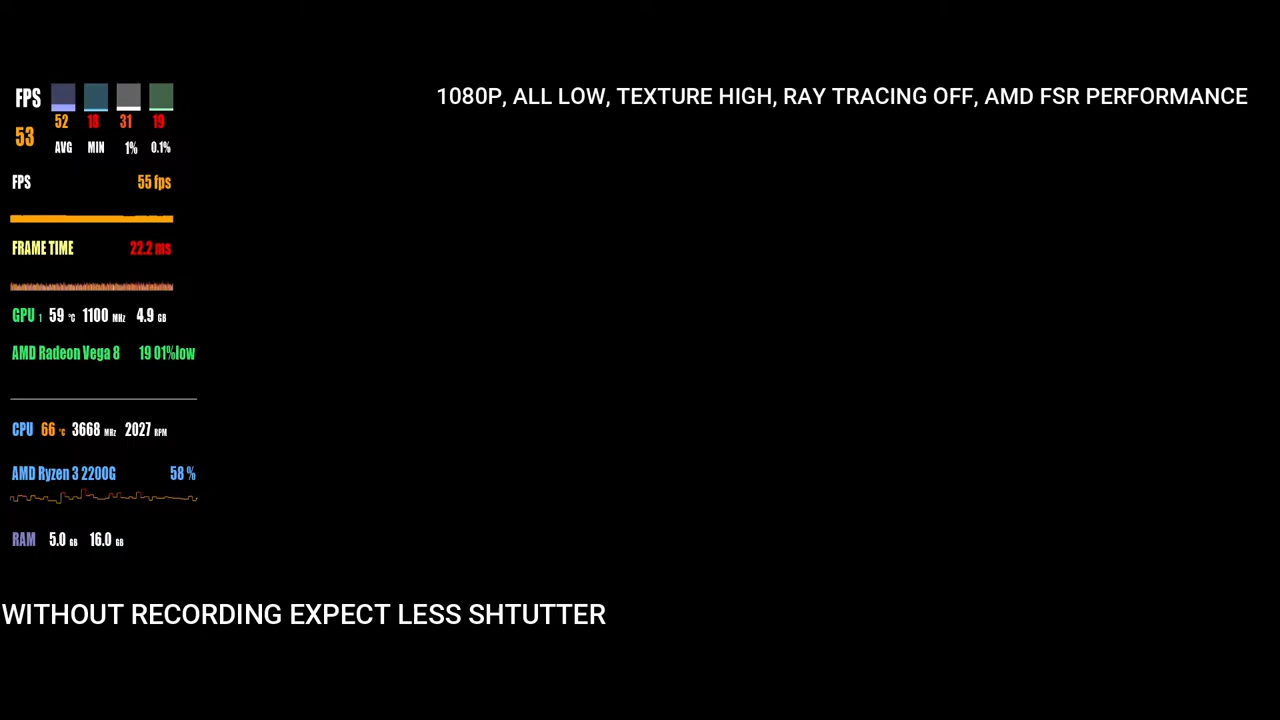 1080P, ALL LOW, TEXTURE HIGH, RAY TRACING OFF, AMD FSR PERFORMANCE
FPS
52 18 31 19
53
AVG MIN 1% 0.1%
FPS 55 fps
FRAME TIME 22.2 ms
GPU 1 59 °C 1100 MHz 4.9 GB
AMD Radeon Vega 8 19 01%low
CPU 66 °C 3668 MHz 2027 RPM
AMD Ryzen 3 2200G 58 %
RAM 5.0 GB 16.0 GB
WITHOUT RECORDING EXPECT LESS SHTUTTER